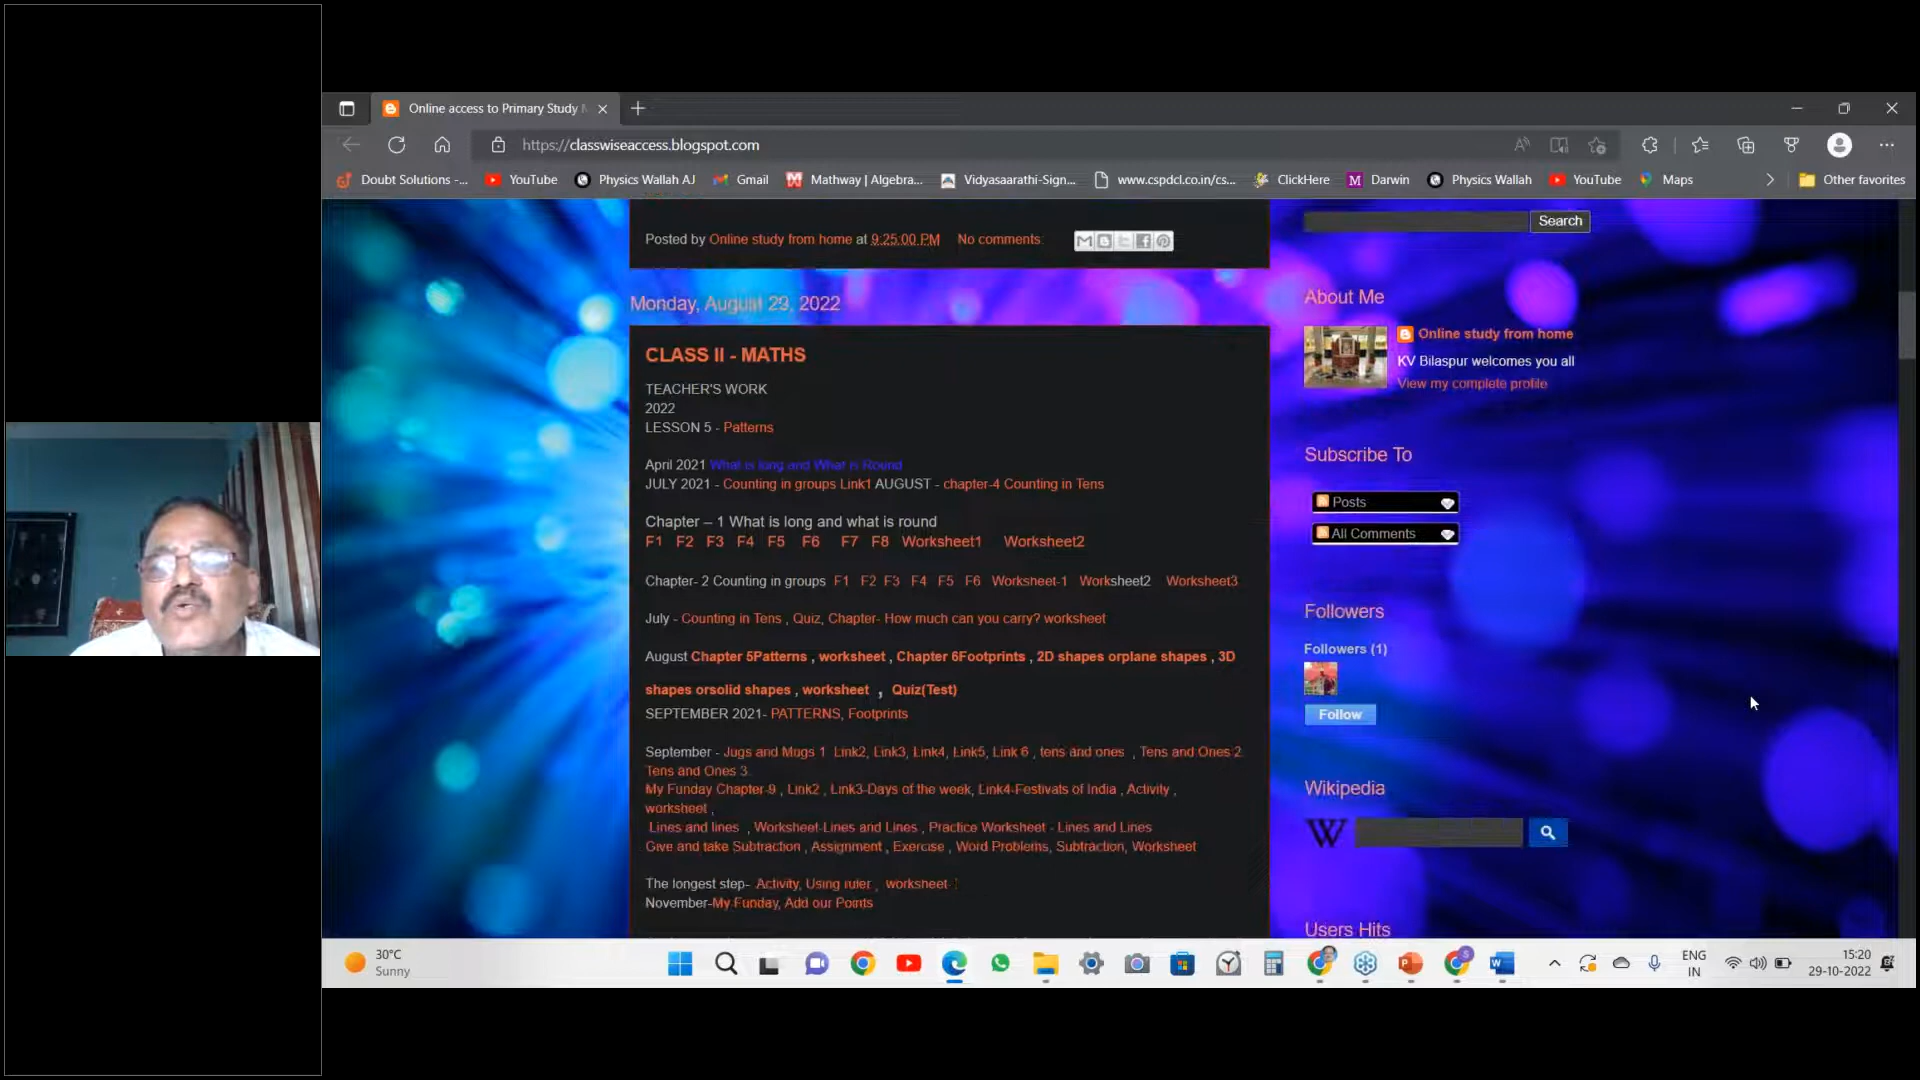 Online access to Primary Study M
https://classwiseaccess.blogspot.com
Doubt Solutions -... YouTube Physics Wallah AJ Gmail Mathway | Algebra... Vidyasaarathi-Sign... www.cspdcl.co.in/cs... ClickHere Darwin Physics Wallah YouTube Maps Other favorites
Posted by Online study from home at 9:25:00 PM No comments:
Monday, August 29, 2022
CLASS II - MATHS
TEACHER'S WORK
2022
LESSON 5 - Patterns
April 2021 What is long and What is Round
JULY 2021 - Counting in groups Link1 AUGUST - chapter-4 Counting in Tens
Chapter – 1 What is long and what is round
F1 F2 F3 F4 F5 F6 F7 F8 Worksheet1 Worksheet2
Chapter- 2 Counting in groups F1 F2 F3 F4 F5 F6 Worksheet-1 Worksheet2 Worksheet3
July - Counting in Tens , Quiz, Chapter- How much can you carry? worksheet
August Chapter 5Patterns , worksheet , Chapter 6Footprints , 2D shapes orplane shapes , 3D
shapes orsolid shapes , worksheet , Quiz(Test)
SEPTEMBER 2021- PATTERNS, Footprints
September - Jugs and Mugs 1 Link2, Link3, Link4, Link5, Link 6 , tens and ones , Tens and Ones 2
Tens and Ones 3.
My Funday Chapter-9 , Link2 , Link3-Days of the week, Link4-Festivals of India , Activity ,
worksheet ,
Lines and lines , Worksheet-Lines and Lines , Practice Worksheet - Lines and Lines
Give and take Subtraction , Assignment , Exercise , Word Problems, Subtraction, Worksheet
The longest step- Activity, Using ruler , worksheet
November-My Funday, Add our Points
Search
About Me
Online study from home
KV Bilaspur welcomes you all
View my complete profile
Subscribe To
Posts
All Comments
Followers
Followers (1)
Follow
Wikipedia
W
Users Hits
30°C
Sunny
ENG
IN
15:20
29-10-2022